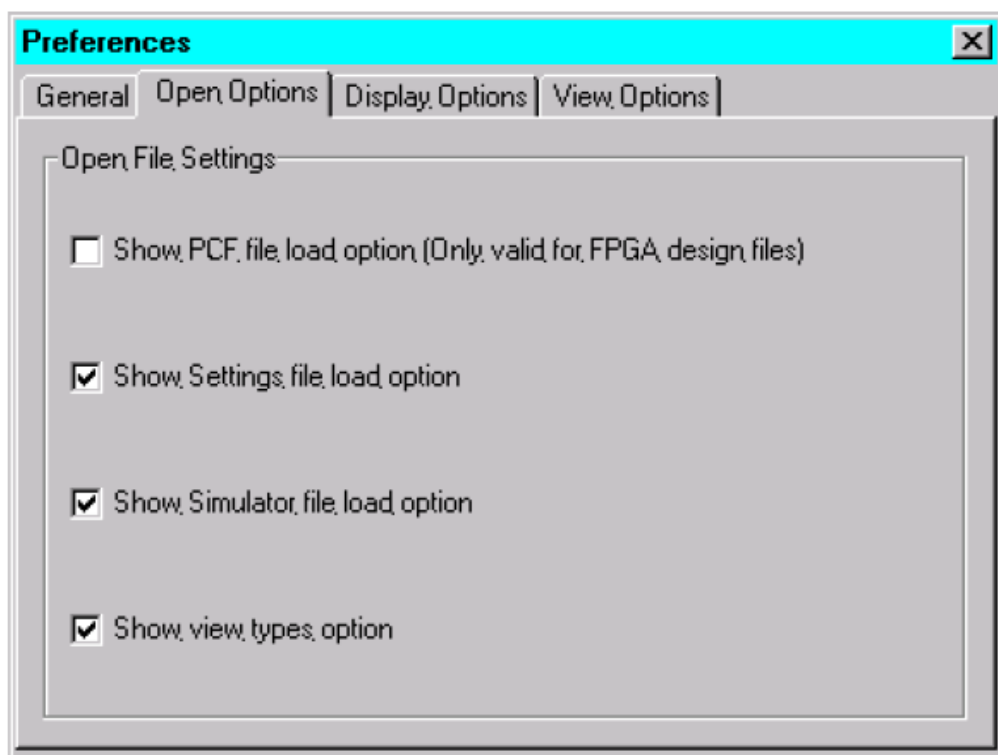 Preferences
General
Open Options
Display Options
View Options
Open File Settings
Show PCF file load option (Only valid for FPGA design files)
Show Settings file load option
Show Simulator file load option
Show view types option